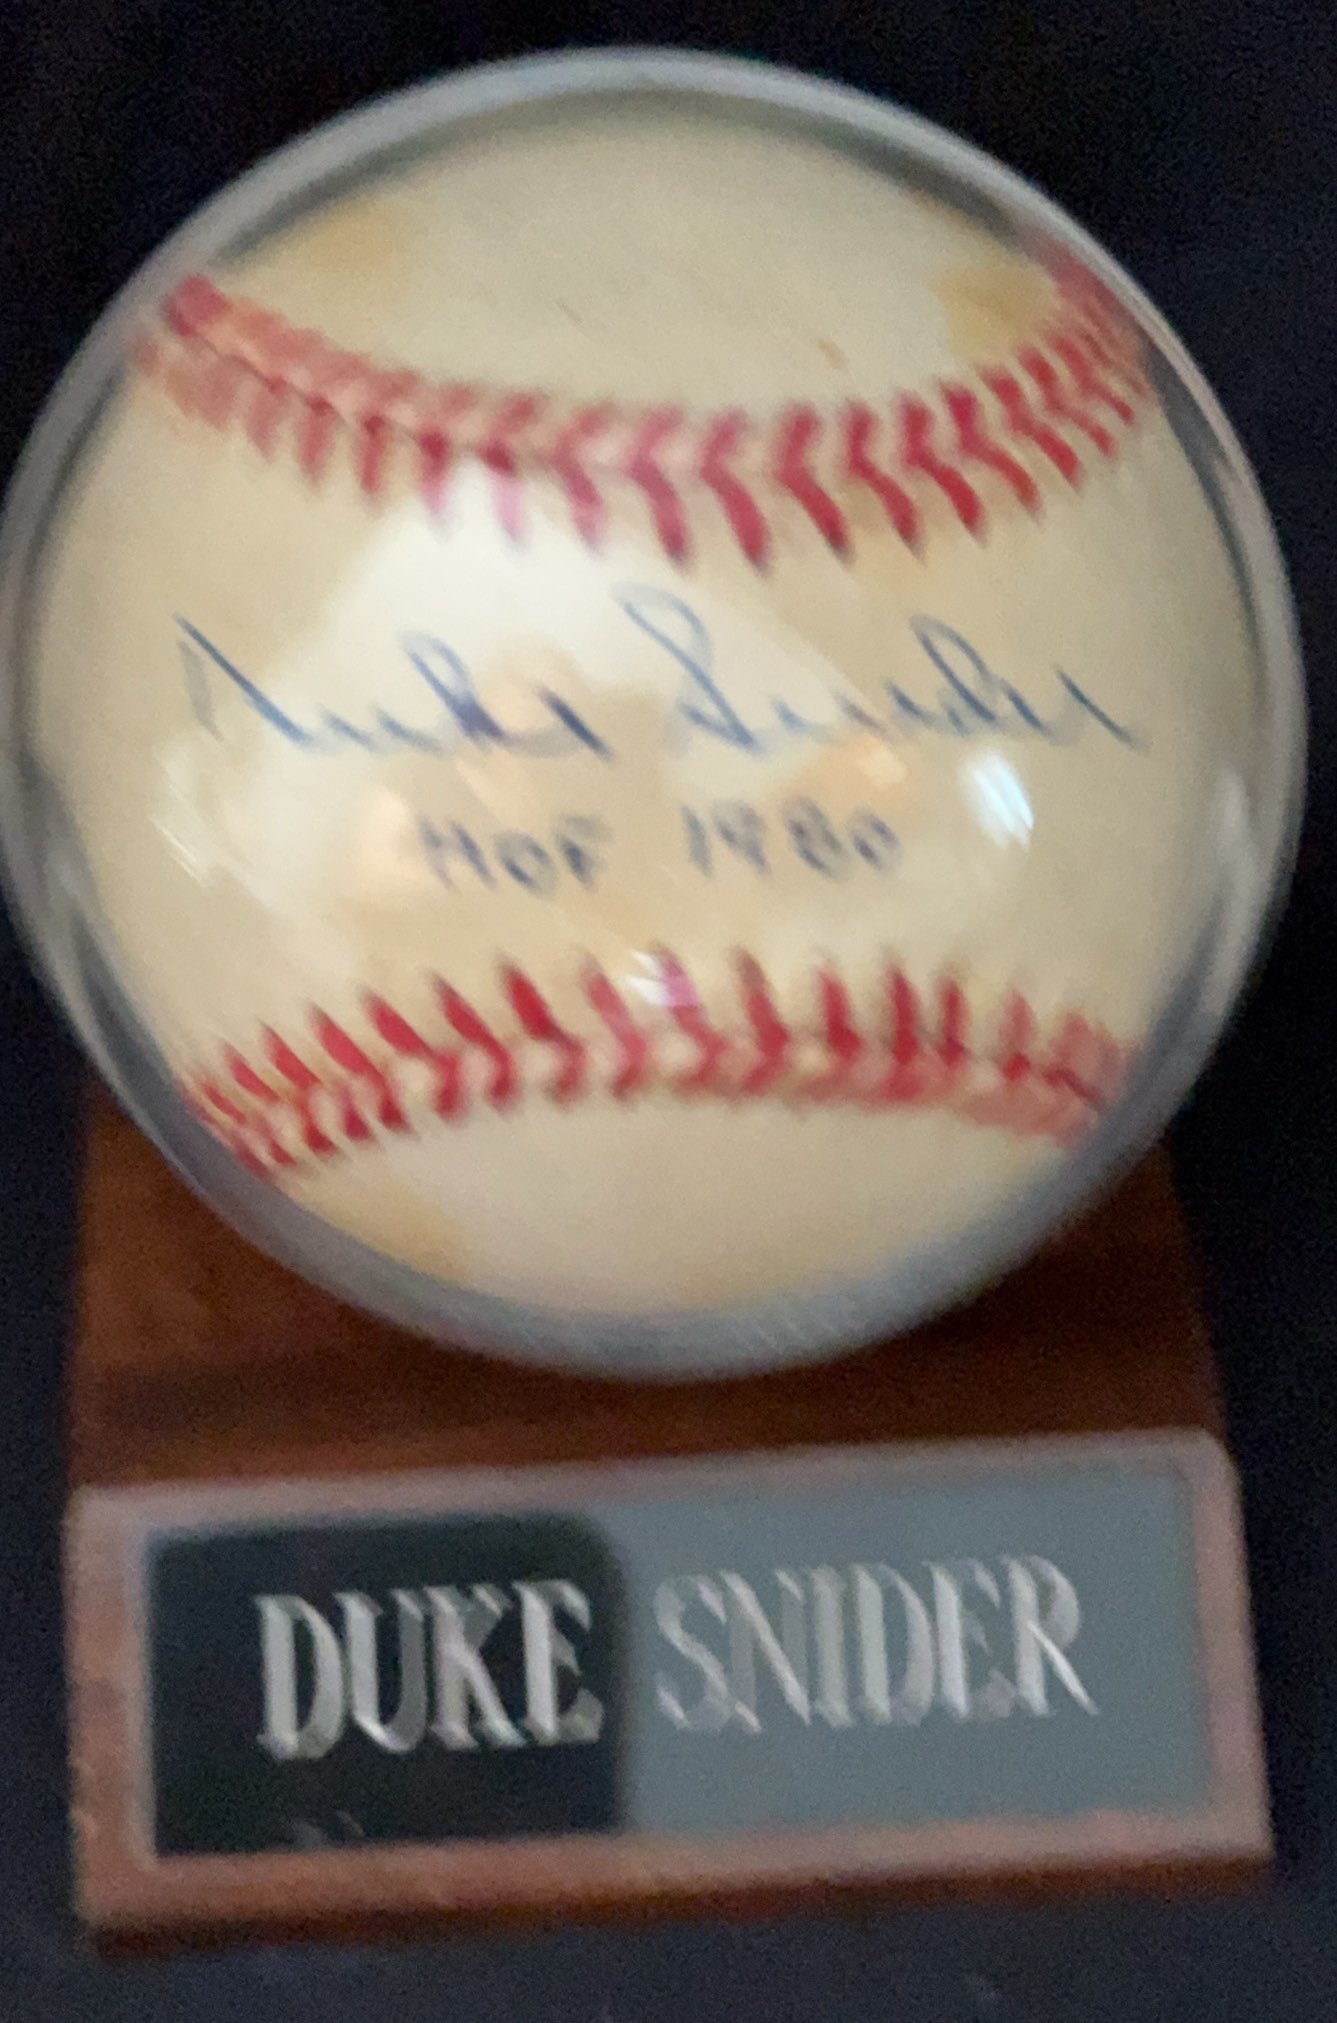 Duke Snider
HOF 1980
DUKE SNIDER